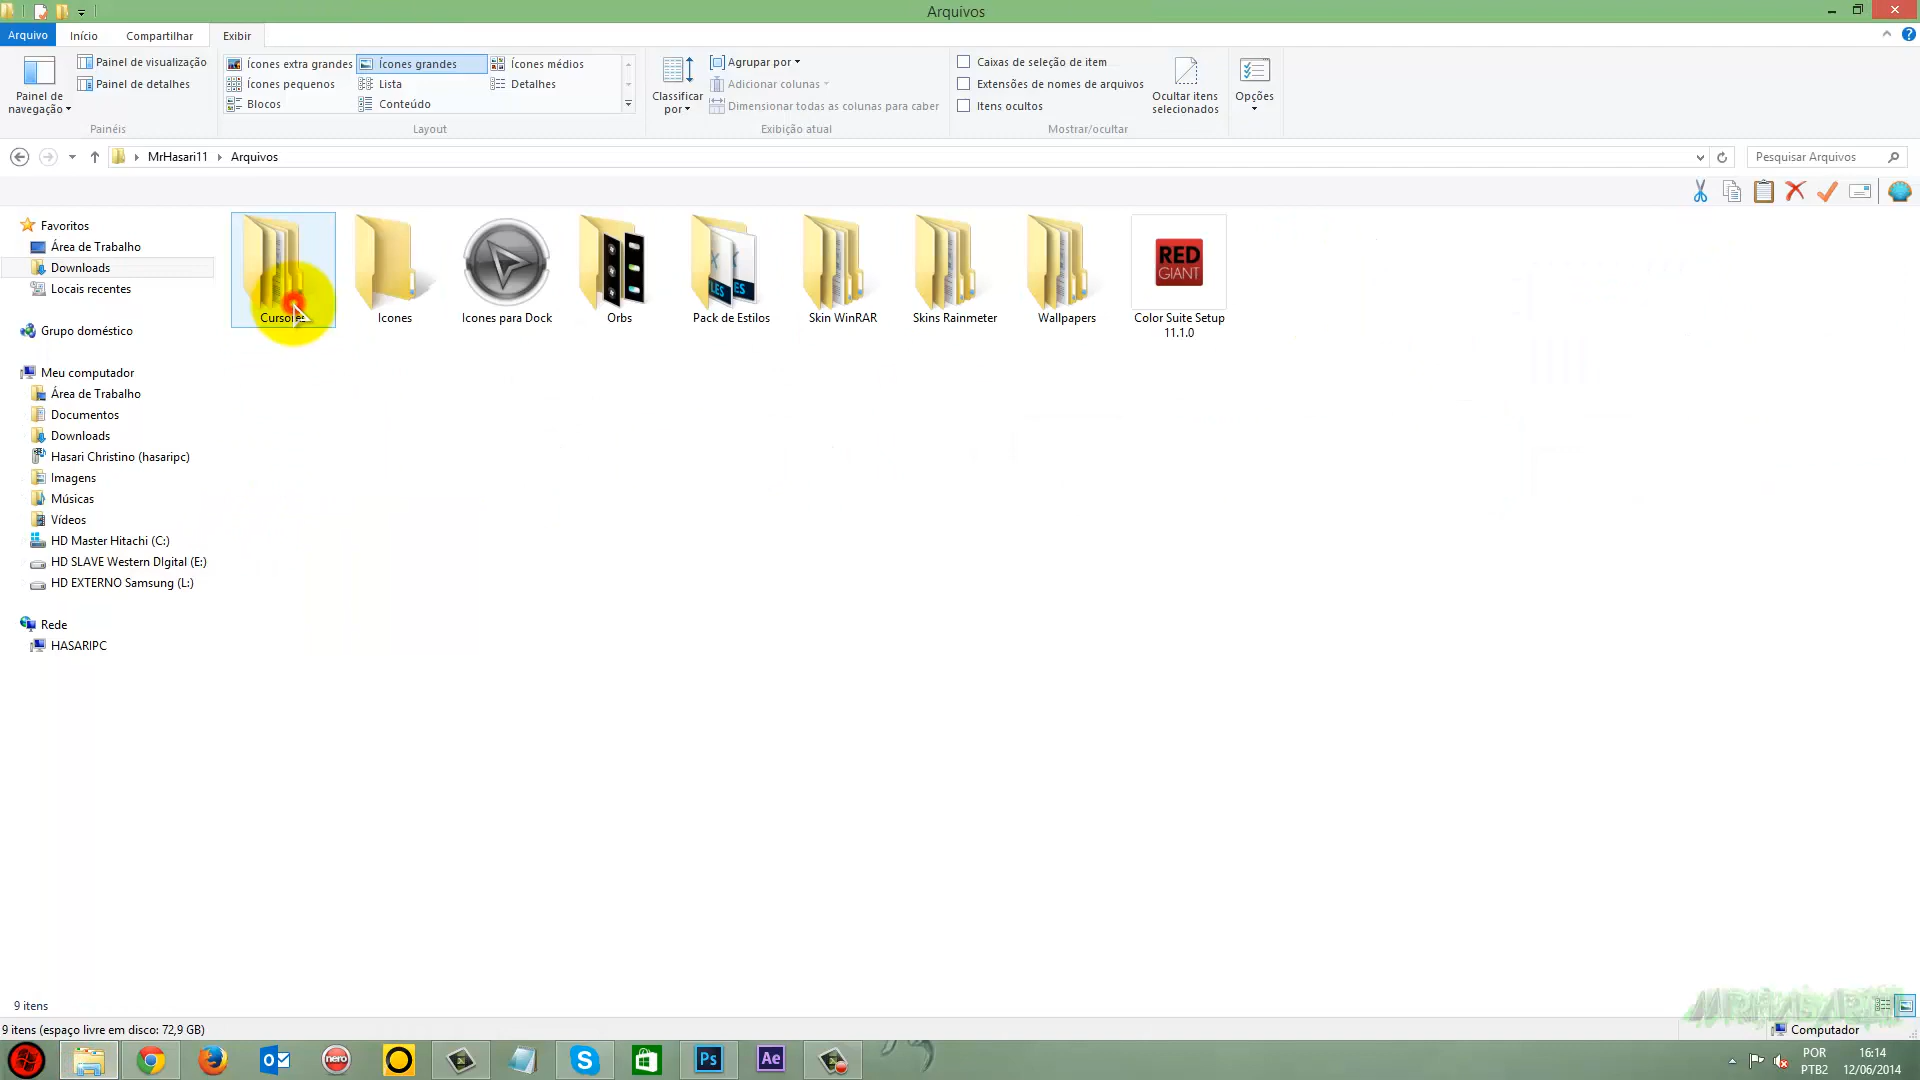 Arquivos
Arquivo Início Compartilhar Exibir
Painel de navegação
Painel de visualização
Painel de detalhes
Painéis
Ícones extra grandes Ícones grandes Ícones médios
Ícones pequenos Lista Detalhes
Blocos Conteúdo
Layout
Classificar por
Agrupar por
Adicionar colunas
Dimensionar todas as colunas para caber
Exibição atual
Caixas de seleção de item
Extensões de nomes de arquivos
Itens ocultos
Ocultar itens selecionados
Mostrar/ocultar
Opções
MrHasari11 Arquivos
Pesquisar Arquivos
Favoritos
Área de Trabalho
Downloads
Locais recentes
Grupo doméstico
Meu computador
Área de Trabalho
Documentos
Downloads
Hasari Christino (hasaripc)
Imagens
Músicas
Vídeos
HD Master Hitachi (C:)
HD SLAVE Western DIgital (E:)
HD EXTERNO Samsung (L:)
Rede
HASARIPC
Cursores
Icones
Icones para Dock
Orbs
Pack de Estilos
Skin WinRAR
Skins Rainmeter
Wallpapers
RED
GIANT
Color Suite Setup
11.1.0
9 itens
9 itens (espaço livre em disco: 72,9 GB)
Computador
nero
Ps
Ae
POR
PTB2
16:14
12/06/2014